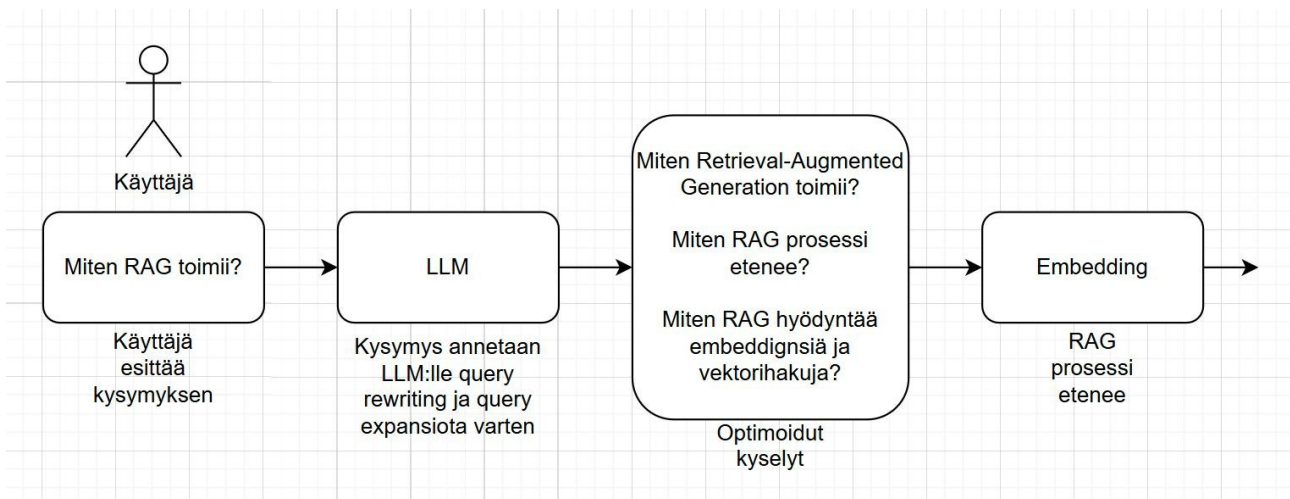 Käyttäjä
Miten RAG toimii?
Käyttäjä
esittää
kysymyksen
LLM
Kysymys annetaan
LLM:lle query
rewriting ja query
expansiota varten
Miten Retrieval-Augmented
Generation toimii?
Miten RAG prosessi
etenee?
Miten RAG hyödyntää
embeddignsiä ja
vektorihakuja?
Optimoidut
kyselyt
Embedding
RAG
prosessi
etenee